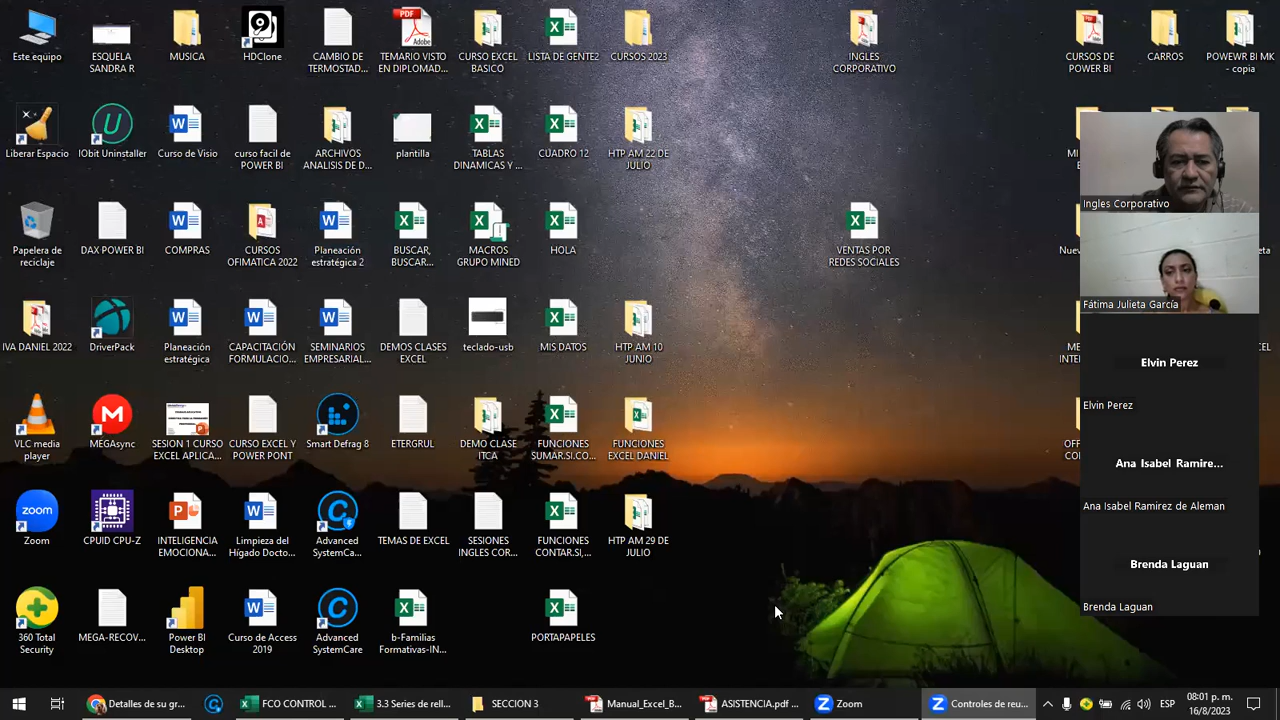 Este equipo
ESCUELA
SANDRA R
MUSICA
HDClone
CAMBIO DE
TERMOSTAD...
PDF
Adobe
TEMARIO VISTO
EN DIPLOMAD...
CURSO EXCEL
BASICO
LISTA DE GENTE2
CURSOS 2023
INGLES
CORPORATIVO
CURSOS DE
POWER BI
CARROS
POWEWR BI MK
- copia
Liberar Espacio
IObit Uninstaller
Curso de Visio
curso facil de
POWER BI
ARCHIVOS
ANALISIS DE D...
plantilla
TABLAS
DINAMICAS Y ...
CUADRO 12
HTP AM 22 DE
JULIO
Ingles Corporativo
Papelera de
reciclaje
DAX POWER BI
COMPRAS
CURSOS
OFIMATICA 2022
Planeación
estratégica 2
BUSCAR,
BUSCAR...
MACROS
GRUPO MINED
HOLA
VENTAS POR
REDES SOCIALES
Fátima Julieta García
IVA DANIEL 2022
DriverPack
Planeación
estratégica
CAPACITACIÓN
FORMULACIO...
SEMINARIOS
EMPRESARIAL...
DEMOS CLASES
EXCEL
teclado-usb
MIS DATOS
HTP AM 10
JUNIO
Elvin Perez
Elvin Perez
VLC media
player
MEGAsync
SESION 1 CURSO
EXCEL APLICA...
CURSO EXCEL Y
POWER PONT
Smart Defrag 8
ETERGRUL
DEMO CLASE
ITCA
FUNCIONES
SUMAR.SI.CO...
FUNCIONES
EXCEL DANIEL
Ana Isabel Ramire...
Ana Isabel Ramirez de Aleman
zoom
Zoom
CPUID CPU-Z
INTELIGENCIA
EMOCIONA...
Limpieza del
Hígado Docto...
Advanced
SystemCa...
TEMAS DE EXCEL
SESIONES
INGLES COR...
FUNCIONES
CONTAR.SI,...
HTP AM 29 DE
JULIO
Brenda Laguan
Brenda Laguan
360 Total
Security
MEGA-RECOV...
Power BI
Desktop
Curso de Access
2019
Advanced
SystemCare
b-Familias
Formativas-IN...
PORTAPAPELES
Detalles de su gr...
FCO CONTROL ...
3.3 Series de rell...
SECCION 3
Manual_Excel_B...
ASISTENCIA.pdf ...
Zoom
Controles de reu...
ESP
08:01 p. m.
16/8/2023